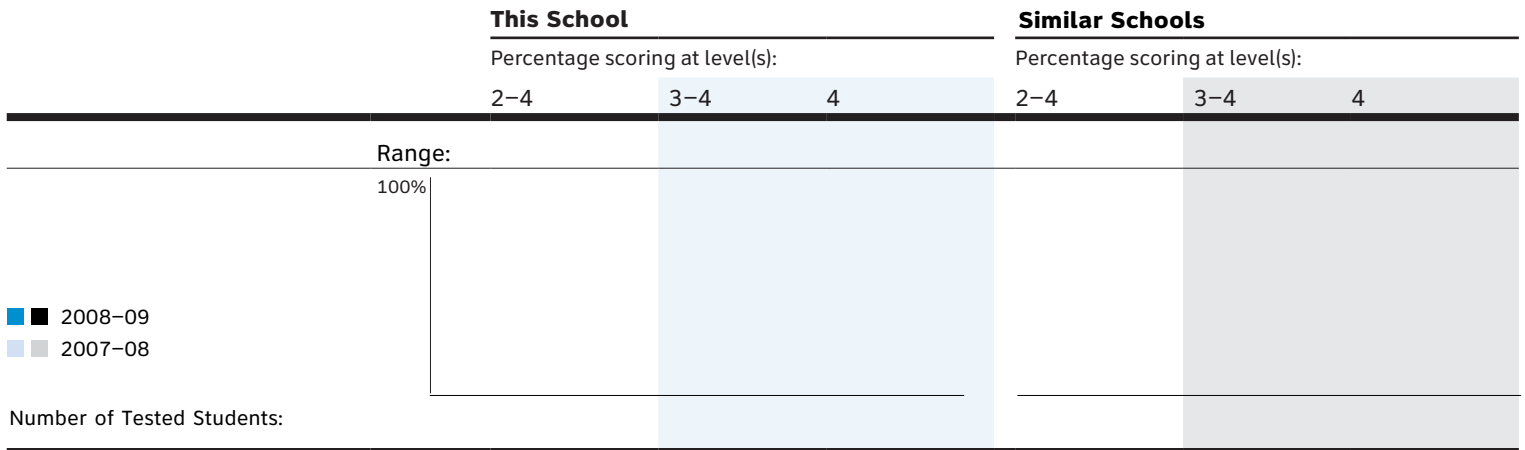 This School Similar Schools
Percentage scoring at level(s): Percentage scoring at level(s):
2–4 3–4 4 2–4 3–4 4
Range:
100%
2008–09
2007–08
Number of Tested Students: